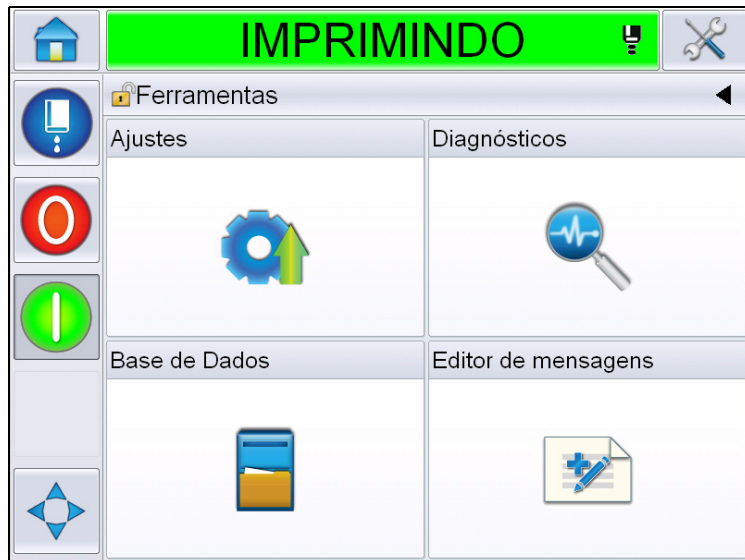 IMPRIMINDO
Ferramentas
Ajustes
Diagnósticos
Base de Dados
Editor de mensagens